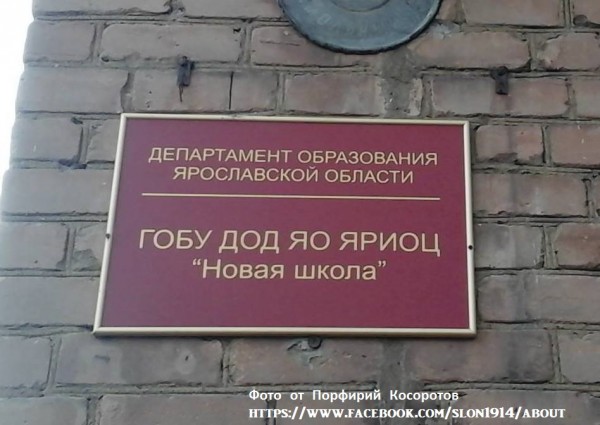 ДЕПАРТАМЕНТ ОБРАЗОВАНИЯ
ЯРОСЛАВСКОЙ ОБЛАСТИ
ГОБУ ДОД ЯО ЯРИОЦ
“Новая школа”
Фото от Порфирий Косоротов
HTTPS://WWW.FACEBOOK.COM/SLON1914/ABOUT